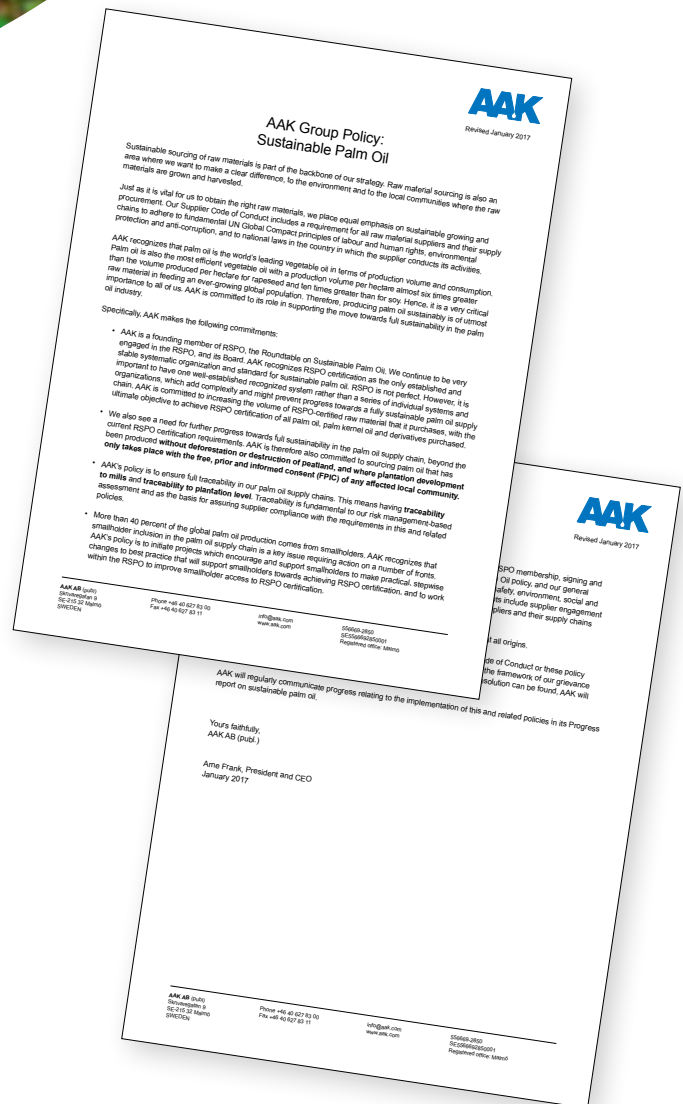 AAK
Revised January 2017
AAK Group Policy:
Sustainable Palm Oil
Sustainable sourcing of raw materials is part of the backbone of our strategy. Raw material sourcing is also an
area where we want to make a clear difference, to the environment and to the local communities where the raw
materials are grown and harvested.
Just as it is vital for us to obtain the right raw materials, we place equal emphasis on sustainable growing and
procurement. Our Supplier Code of Conduct includes a requirement for all raw material suppliers and their supply
chains to adhere to fundamental UN Global Compact principles of labour and human rights, environmental
protection and anti-corruption, and to national laws in the country in which the supplier conducts its activities.
AAK recognizes that palm oil is the world's leading vegetable oil in terms of production volume and consumption.
Palm oil is also the most efficient vegetable oil with a production volume per hectare almost six times greater
than the volume produced per hectare for rapeseed and ten times greater than for soy. Hence, it is a very critical
raw material in feeding an ever-growing global population. Therefore, producing palm oil sustainably is of utmost
importance to all of us. AAK is committed to its role in supporting the move towards full sustainability in the palm
oil industry.
Specifically, AAK makes the following commitments:
• AAK is a founding member of RSPO, the Roundtable on Sustainable Palm Oil. We continue to be very
engaged in the RSPO, and its Board. AAK recognizes RSPO certification as the only established and
stable systematic organization and standard for sustainable palm oil. RSPO is not perfect. However, it is
important to have one well-established recognized system rather than a series of individual systems and
organizations, which add complexity and might prevent progress towards a fully sustainable palm oil supply
chain. AAK is committed to increasing the volume of RSPO-certified raw material that it purchases, with the
ultimate objective to achieve RSPO certification of all palm oil, palm kernel oil and derivatives purchased.
• We also see a need for further progress towards full sustainability in the palm oil supply chain, beyond the
current RSPO certification requirements. AAK is therefore also committed to sourcing palm oil that has
been produced without deforestation or destruction of peatland, and where plantation development
only takes place with the free, prior and informed consent (FPIC) of any affected local community.
• AAK's policy is to ensure full traceability in our palm oil supply chains. This means having traceability
to mills and traceability to plantation level. Traceability is fundamental to our risk management-based
assessment and as the basis for assuring supplier compliance with the requirements in this and related
policies.
• More than 40 percent of the global palm oil production comes from smallholders. AAK recognizes that
smallholder inclusion in the palm oil supply chain is a key issue requiring action on a number of fronts.
AAK's policy is to initiate projects which encourage and support smallholders to make practical, stepwise
changes to best practice that will support smallholders towards achieving RSPO certification, and to work
within the RSPO to improve smallholder access to RSPO certification.
AAK AB (publ)
Skrivaregatan 9
SE-215 32 Malmö
SWEDEN
Phone +46 40 627 83 00
Fax +46 40 627 83 11
info@aak.com
www.aak.com
556669-2850
SE556669285001
Registered office: Malmö
AAK
Revised January 2017
SPO membership, signing and
Oil policy, and our general
afety, environment, social and
ts include supplier engagement
pliers and their supply chains
t all origins.
de of Conduct or these policy
the framework of our grievance
solution can be found, AAK will
AAK will regularly communicate progress relating to the implementation of this and related policies in its Progress
report on sustainable palm oil.
Yours faithfully,
AAK AB (publ.)
Arne Frank, President and CEO
January 2017
AAK AB (publ)
Skrivaregatan 9
SE-215 32 Malmö
SWEDEN
Phone +46 40 627 83 00
Fax +46 40 627 83 11
info@aak.com
www.aak.com
556669-2850
SE556669285001
Registered office: Malmö